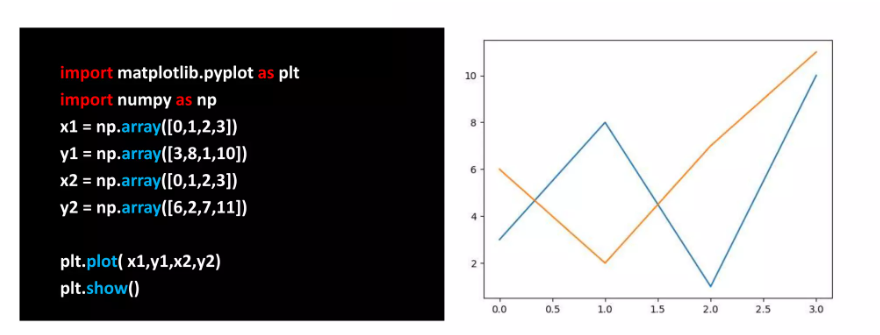 import matplotlib.pyplot as plt
import numpy as np
x1 = np.array([0,1,2,3])
y1 = np.array([3,8,1,10])
x2 = np.array([0,1,2,3])
y2 = np.array([6,2,7,11])
plt.plot( x1,y1,x2,y2)
plt.show()
10
8
6
4
2
0.0 0.5 1.0 1.5 2.0 2.5 3.0